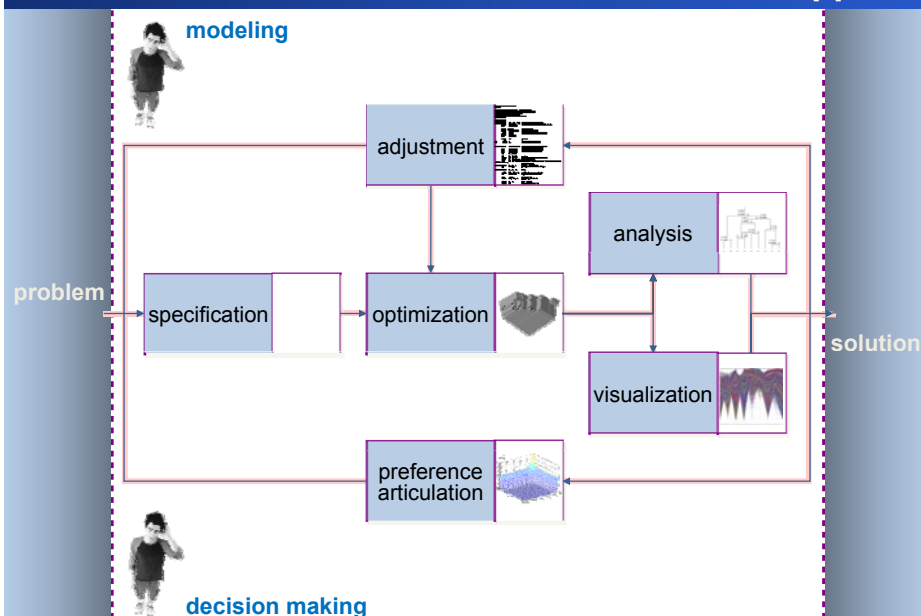 modeling
adjustment
analysis
problem
specification
optimization
solution
visualization
preference
articulation
decision making